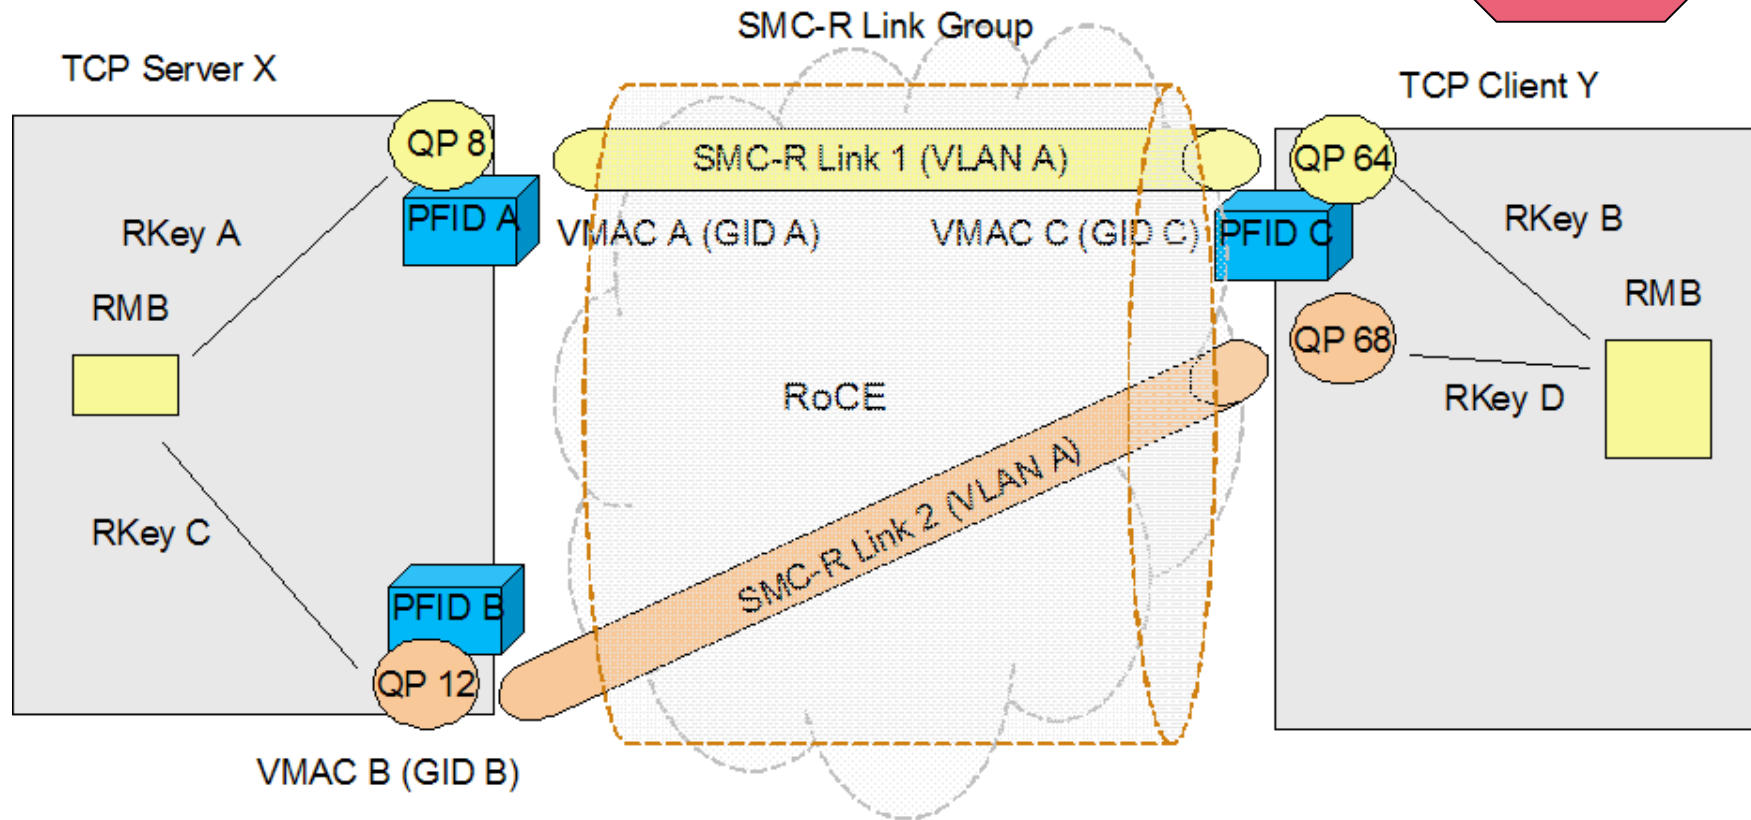 SMC-R Link Group
TCP Server X
TCP Client Y
QP 8
SMC-R Link 1 (VLAN A)
QP 64
PFID A
VMAC A (GID A)
VMAC C (GID C)
PFID C
RKey A
RKey B
RMB
RMB
QP 68
RoCE
RKey D
SMC-R Link 2 (VLAN A)
RKey C
PFID B
QP 12
VMAC B (GID B)